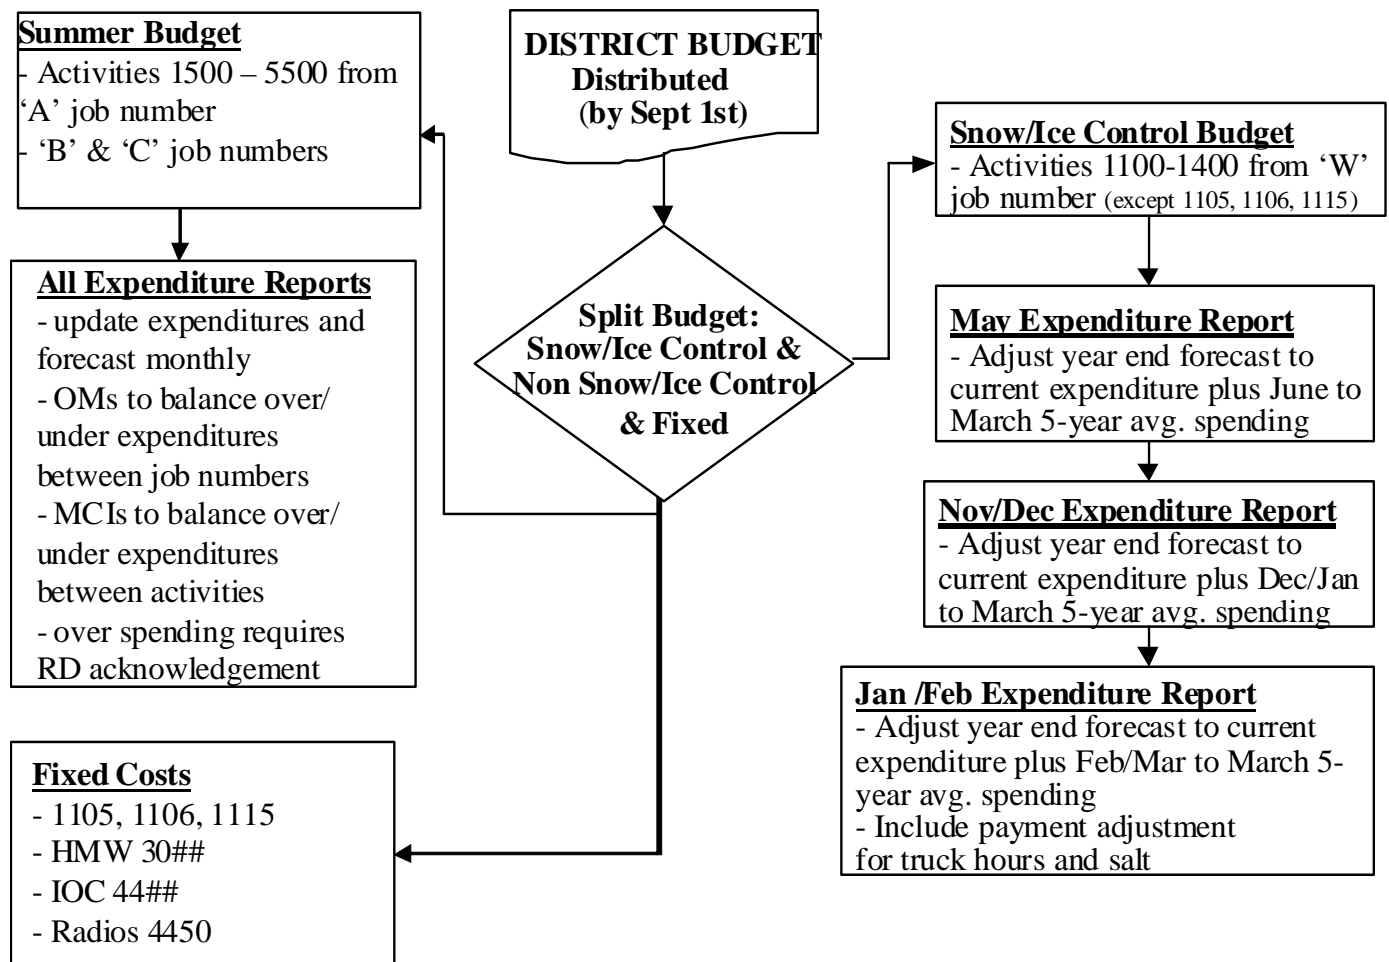 DISTRICT BUDGET
Distributed
(by Sept 1st)
Summer Budget
- Activities 1500 – 5500 from
‘A’ job number
- ‘B’ & ‘C’ job numbers
Snow/Ice Control Budget
- Activities 1100-1400 from ‘W’
job number (except 1105, 1106, 1115)
Split Budget:
Snow/Ice Control &
Non Snow/Ice Control
& Fixed
All Expenditure Reports
- update expenditures and
forecast monthly
- OMs to balance over/
under expenditures
between job numbers
- MCIs to balance over/
under expenditures
between activities
- over spending requires
RD acknowledgement
May Expenditure Report
- Adjust year end forecast to
current expenditure plus June to
March 5-year avg. spending
Nov/Dec Expenditure Report
- Adjust year end forecast to
current expenditure plus Dec/Jan
to March 5-year avg. spending
Jan /Feb Expenditure Report
- Adjust year end forecast to current
expenditure plus Feb/Mar to March 5-
year avg. spending
- Include payment adjustment
for truck hours and salt
Fixed Costs
- 1105, 1106, 1115
- HMW 30##
- IOC 44##
- Radios 4450